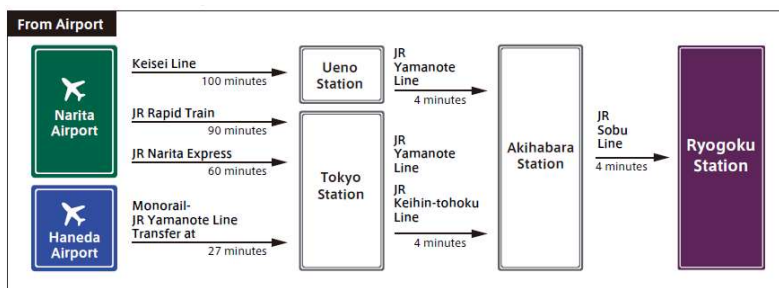 From Airport
Narita
Airport
Haneda
Airport
Keisei Line
100 minutes
JR Rapid Train
90 minutes
JR Narita Express
60 minutes
Monorail-
JR Yamanote Line
Transfer at
27 minutes
Ueno
Station
Tokyo
Station
JR
Yamanote
Line
4 minutes
JR
Yamanote
Line
JR
Keihin-tohoku
Line
4 minutes
Akihabara
Station
JR
Sobu
Line
4 minutes
Ryogoku
Station